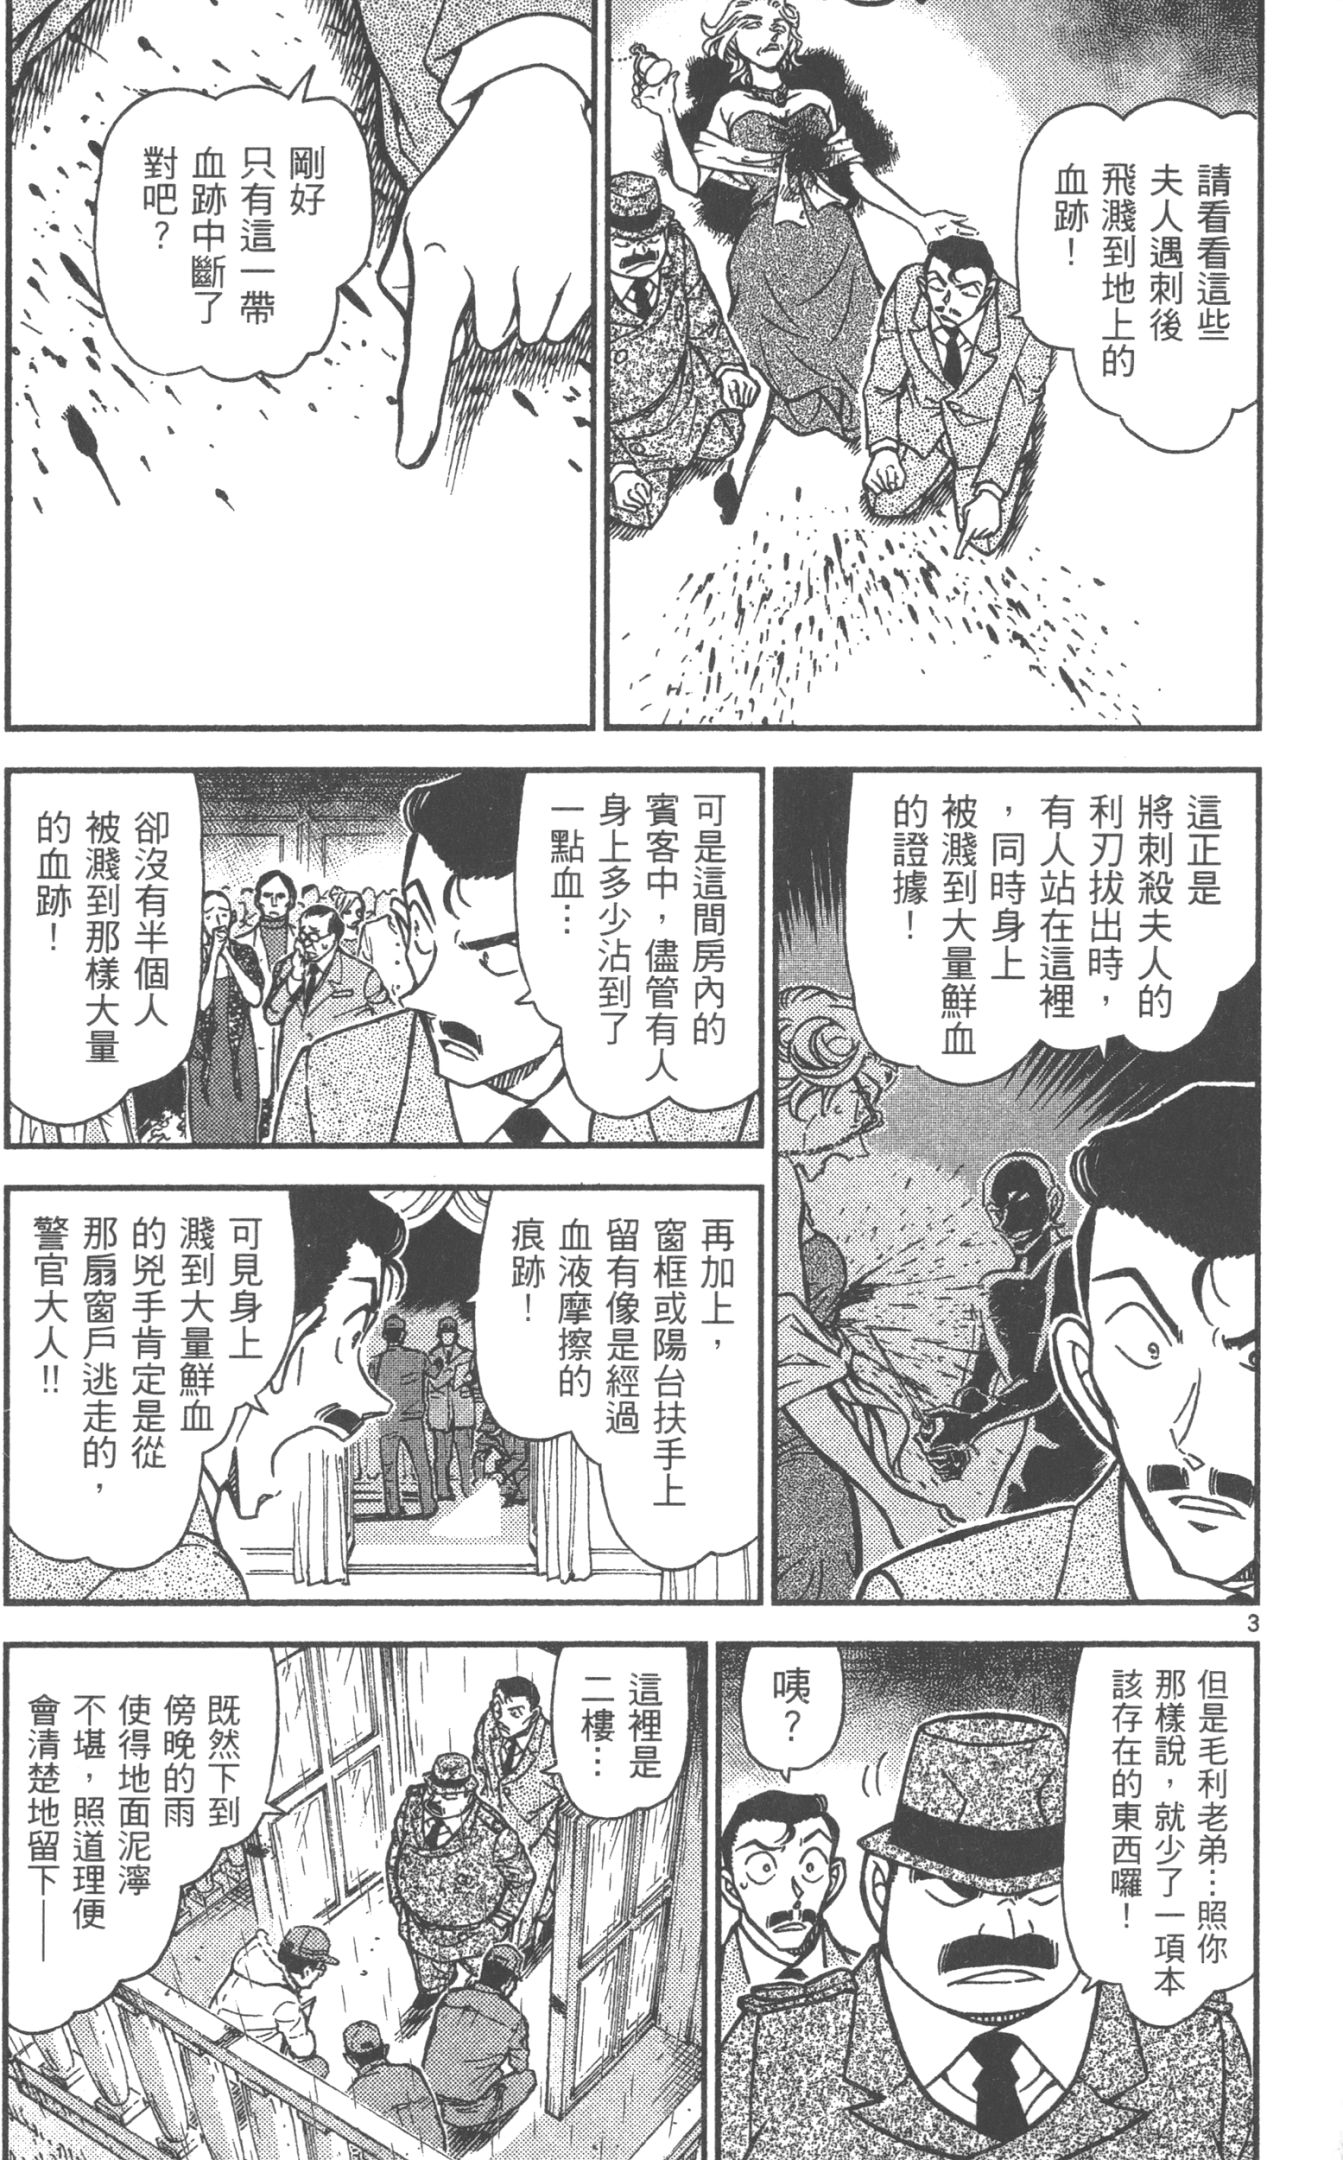 請看看這些
夫人遇刺後
飛濺到地上的
血跡！
剛好
只有這一帶
血跡中斷了
對吧？
這正是
將刺殺夫人的
利刃拔出時，
有人站在這裡
，同時身上
被濺到大量鮮血
的證據！
可是這間房內的
賓客中，儘管有人
身上多少沾到了
一點血…
卻沒有半個人
被濺到那樣大量
的血跡！
再加上，
窗框或陽台扶手上
留有像是經過
血液摩擦的
痕跡！
可見身上
濺到大量鮮血
的兇手肯定是從
那扇窗戶逃走的，
警官大人!!
3
但是毛利老弟…照你
那樣說，就少了一項本
該存在的東西囉！
咦？
這裡是
二樓…
既然下到
傍晚的雨
使得地面泥濘
不堪，照道理便
會清楚地留下——